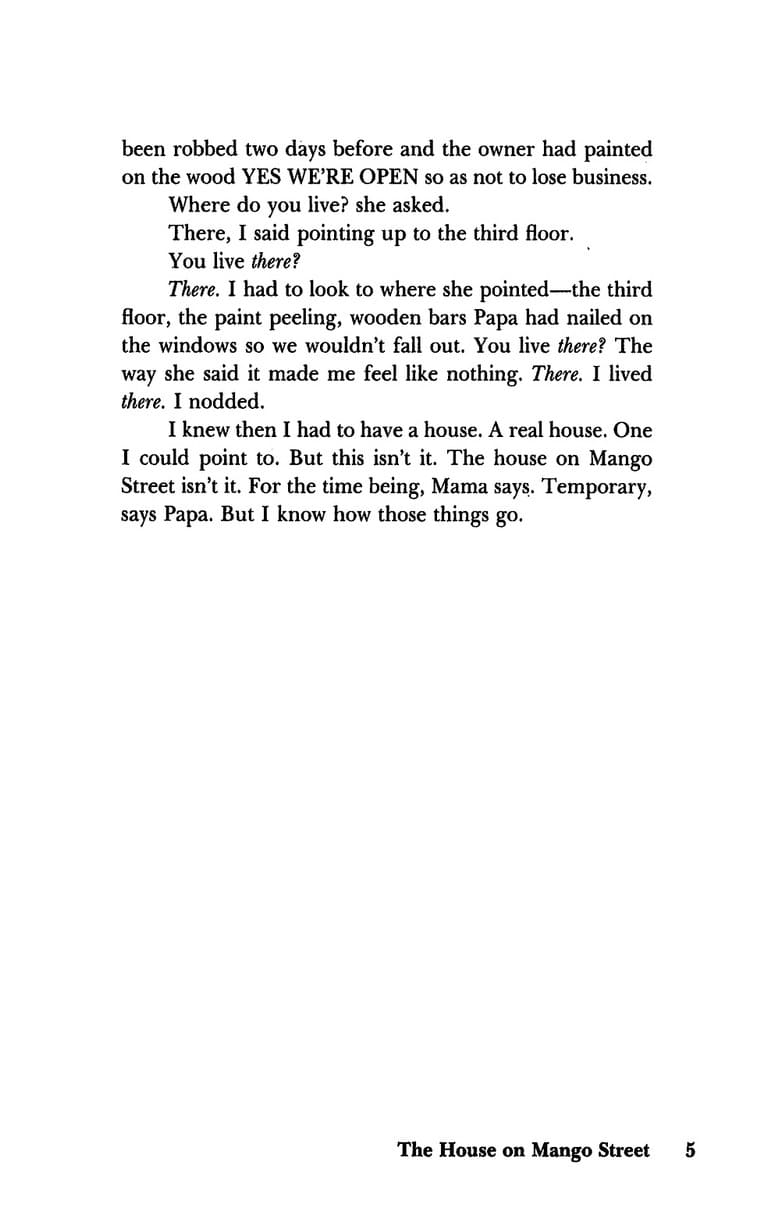 been robbed two days before and the owner had painted
on the wood YES WE'RE OPEN so as not to lose business.
Where do you live? she asked.
There, I said pointing up to the third floor.
You live there?
There. I had to look to where she pointed—the third
floor, the paint peeling, wooden bars Papa had nailed on
the windows so we wouldn't fall out. You live there? The
way she said it made me feel like nothing. There. I lived
there. I nodded.
I knew then I had to have a house. A real house. One
I could point to. But this isn't it. The house on Mango
Street isn't it. For the time being, Mama says. Temporary,
says Papa. But I know how those things go.
The House on Mango Street 5